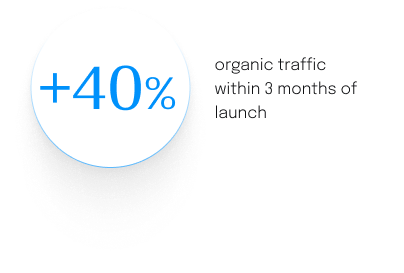 +40%
organic traffic
within 3 months of
launch